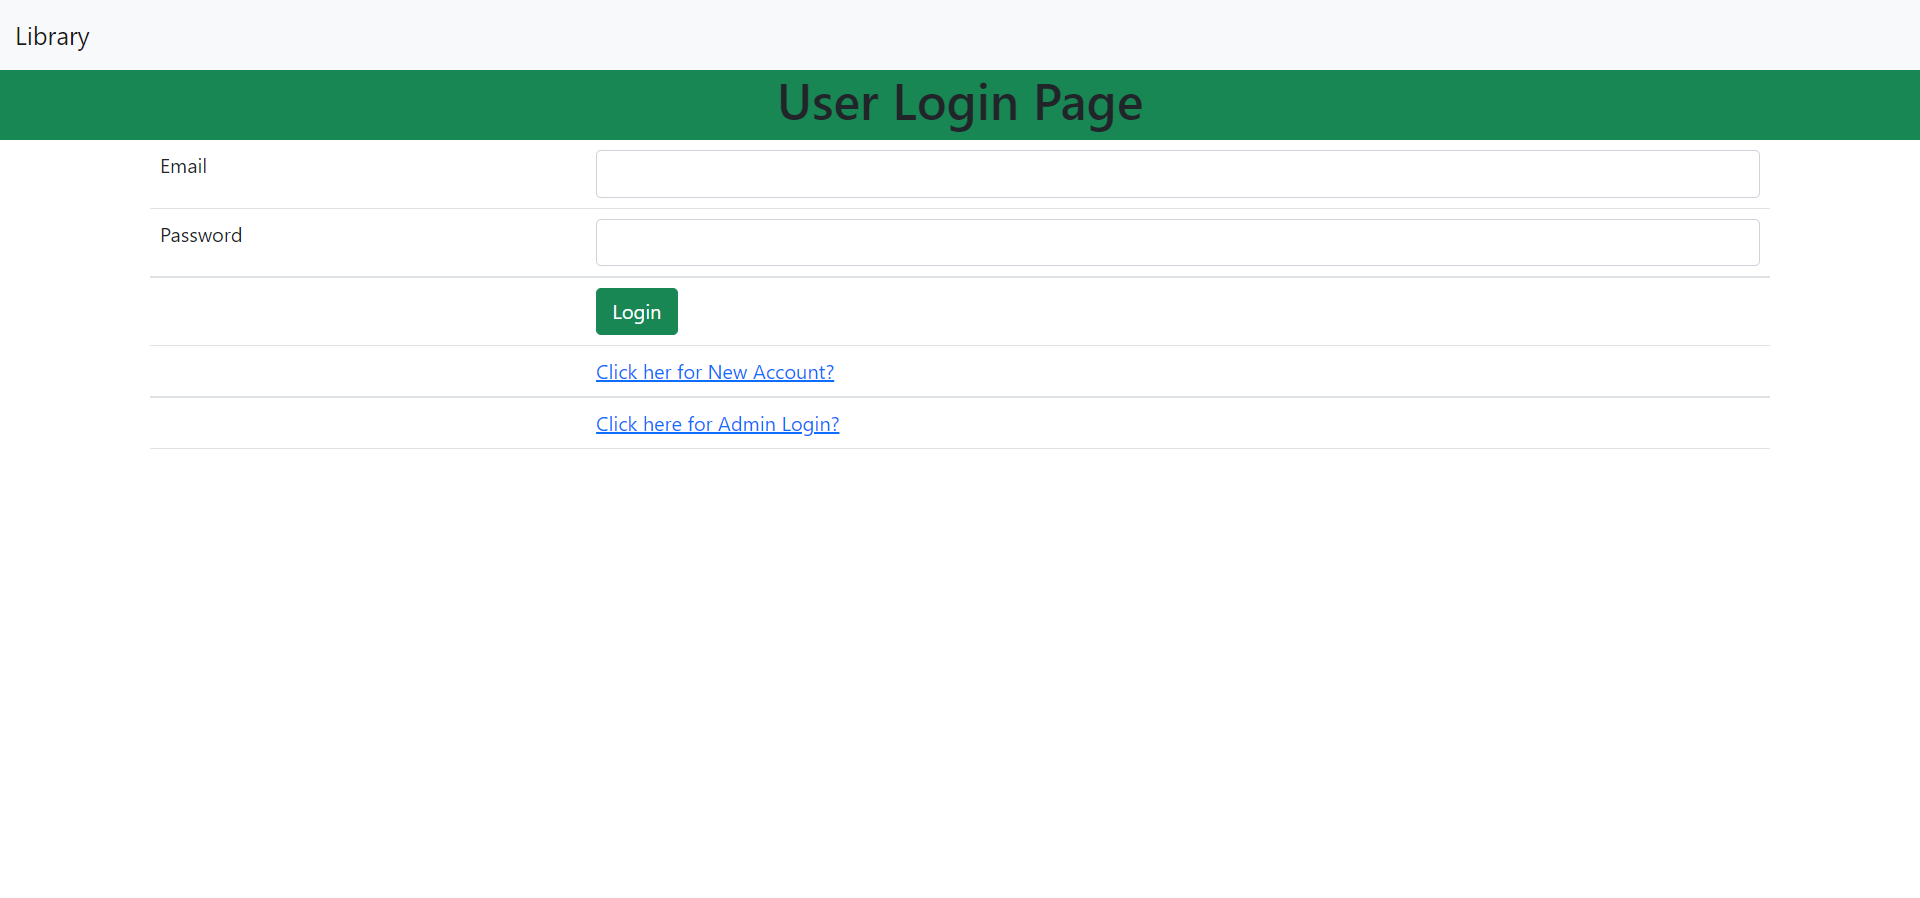 Library
User Login Page
Email
Password
Login
Click her for New Account?
Click here for Admin Login?